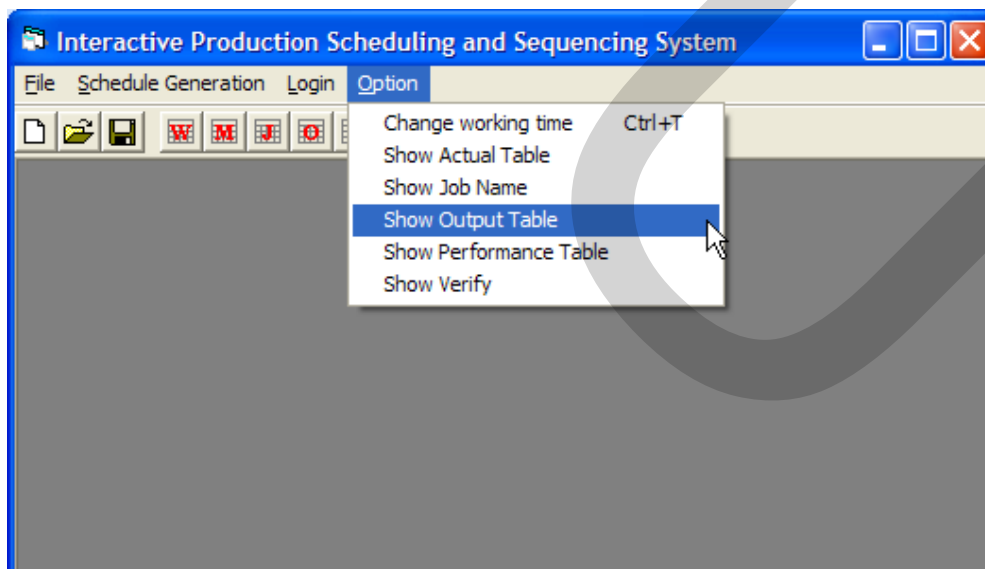 Interactive Production Scheduling and Sequencing System
File Schedule Generation Login Option
W M J O
Change working time Ctrl+T
Show Actual Table
Show Job Name
Show Output Table
Show Performance Table
Show Verify